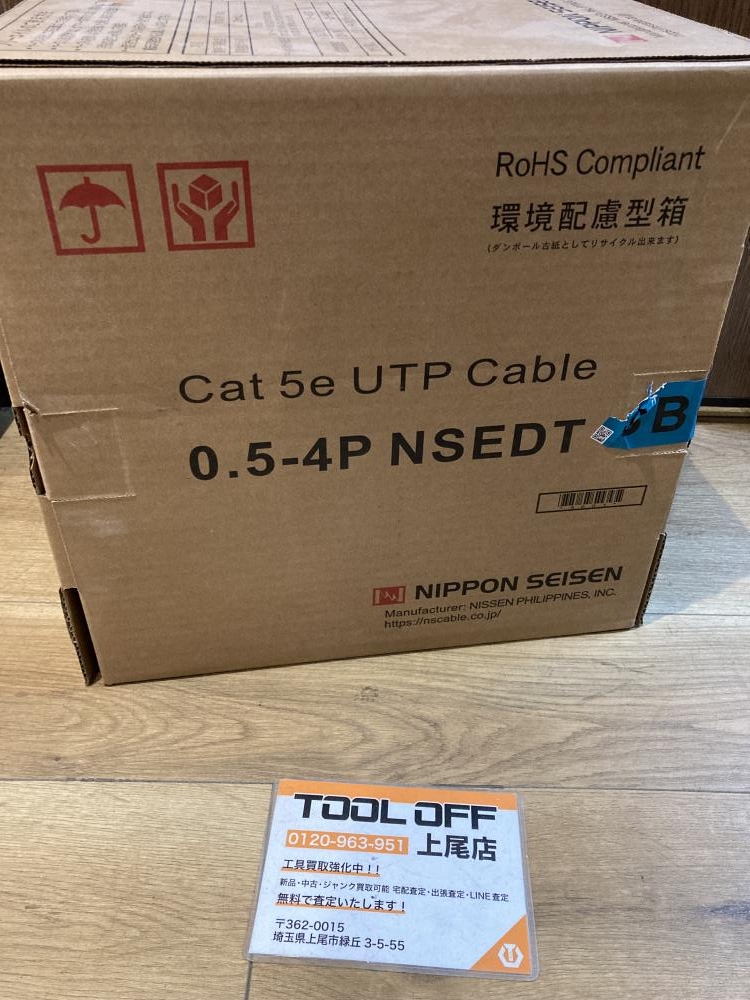 NIPPON SEISEN
RoHS Compliant
環境配慮型箱
(ダンボール古紙としてリサイクル出来ます)
Cat 5e UTP Cable
0.5-4P NSEDT
B
NIPPON SEISEN
Manufacturer: NISSEN PHILIPPINES, INC.
https://nscable.co.jp/
TOOL OFF
0120-963-951 上尾店
工具買取強化中！！
新品・中古・ジャンク買取可能 宅配査定・出張査定・LINE査定
無料で査定いたします！
〒362-0015
埼玉県上尾市緑丘 3-5-55